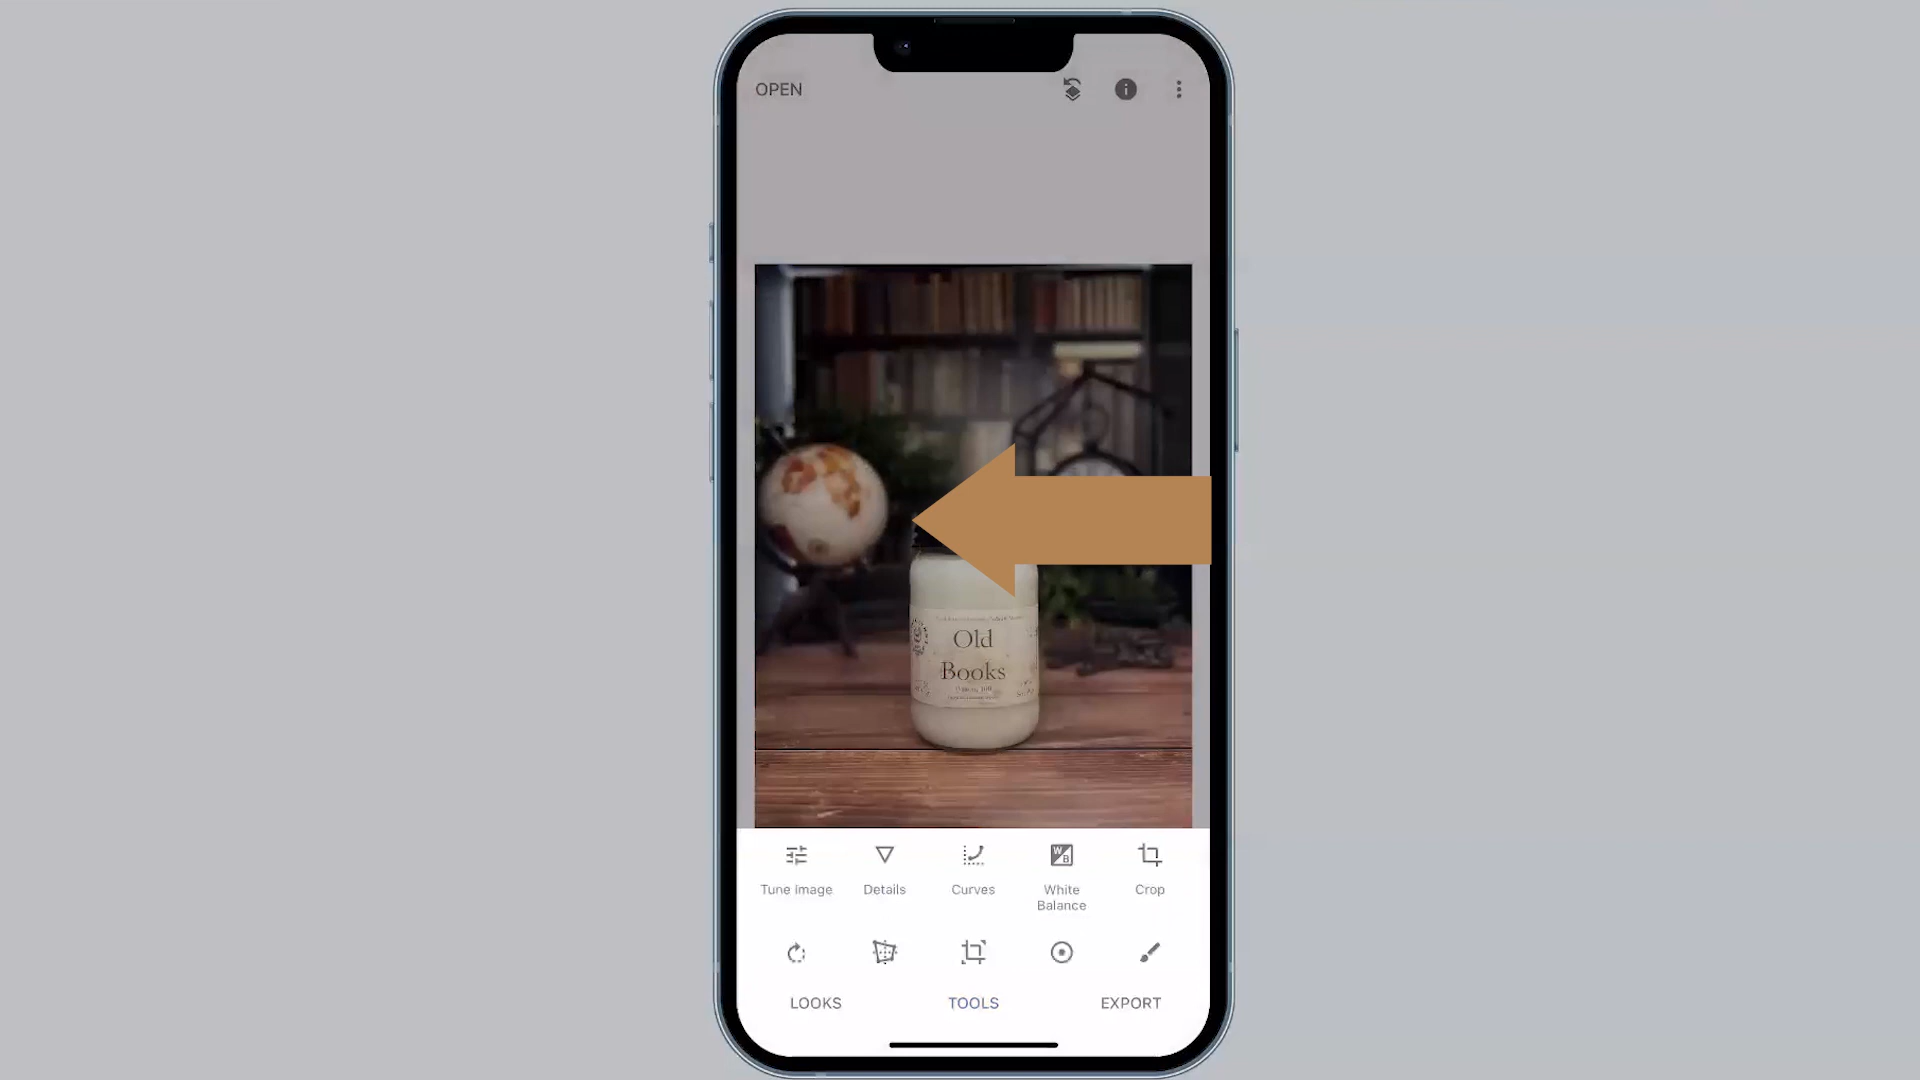 OPEN
Old
Books
Tune Image
Details
Curves
White
Balance
Crop
LOOKS
TOOLS
EXPORT